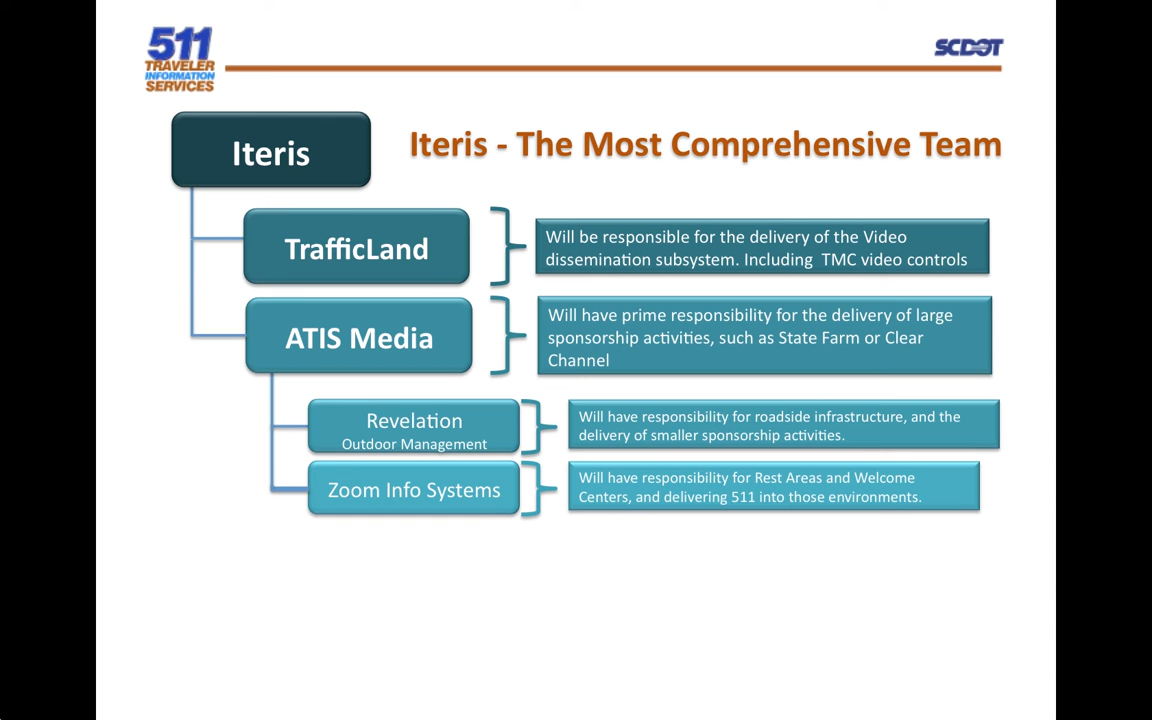 511
TRAVELER
INFORMATION
SERVICES
SCDOT
Iteris
Iteris - The Most Comprehensive Team
TrafficLand
Will be responsible for the delivery of the Video
dissemination subsystem. Including TMC video controls
ATIS Media
Will have prime responsibility for the delivery of large
sponsorship activities, such as State Farm or Clear
Channel
Revelation
Outdoor Management
Will have responsibility for roadside infrastructure, and the
delivery of smaller sponsorship activities.
Zoom Info Systems
Will have responsibility for Rest Areas and Welcome
Centers, and delivering 511 into those environments.